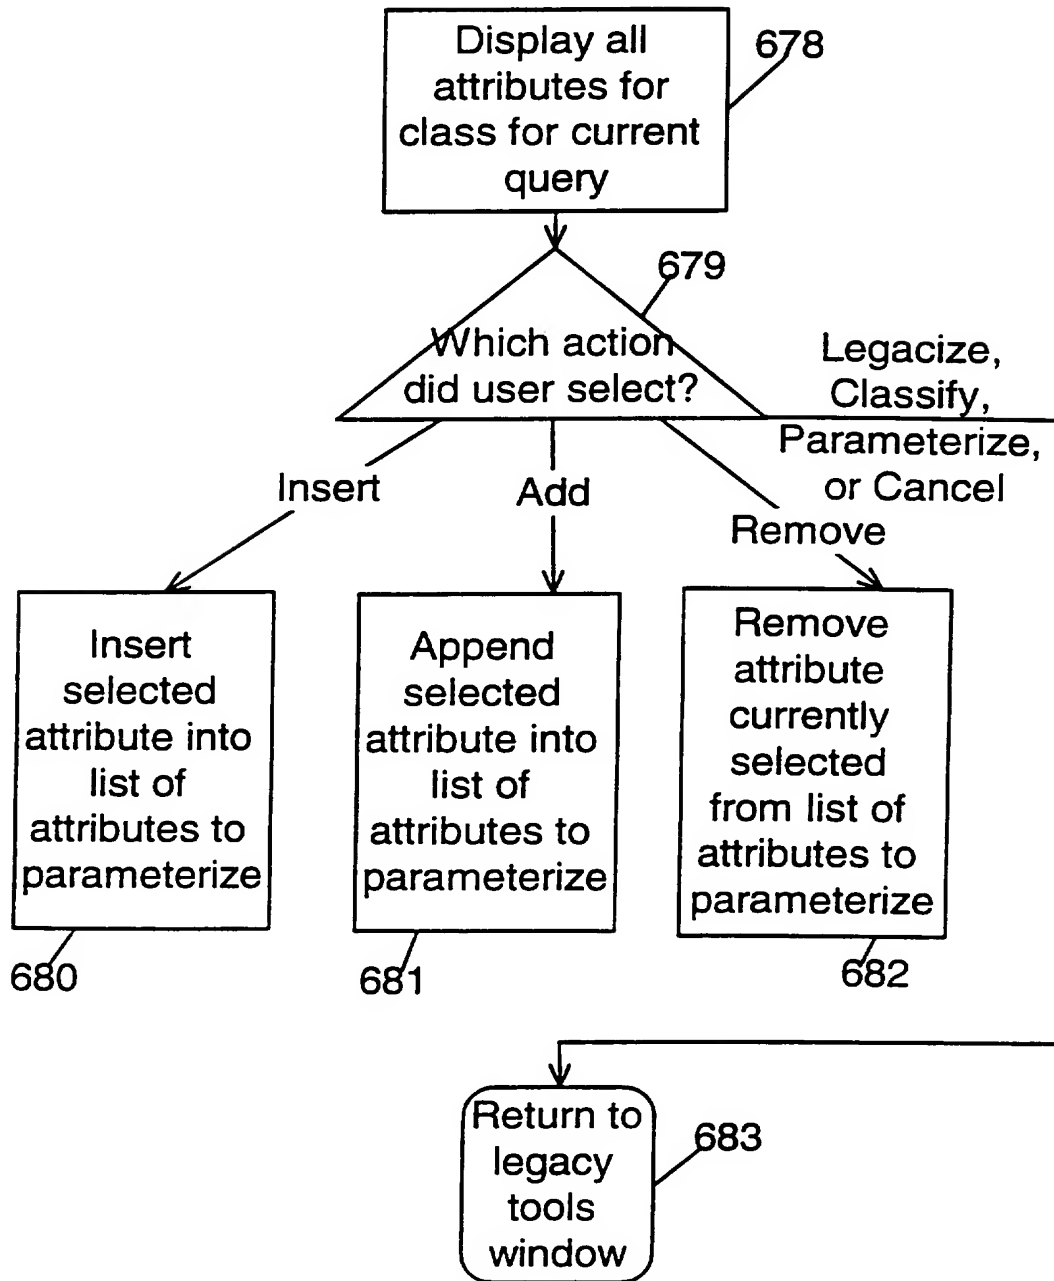 Display all
attributes for
class for current
query
678
679
Which action
did user select?
Legacize,
Classify,
Parameterize,
or Cancel
Insert
Add
Remove
Insert
selected
attribute into
list of
attributes to
parameterize
680
Append
selected
attribute into
list of
attributes to
parameterize
681
Remove
attribute
currently
selected
from list of
attributes to
parameterize
682
Return to
legacy
tools
window
683